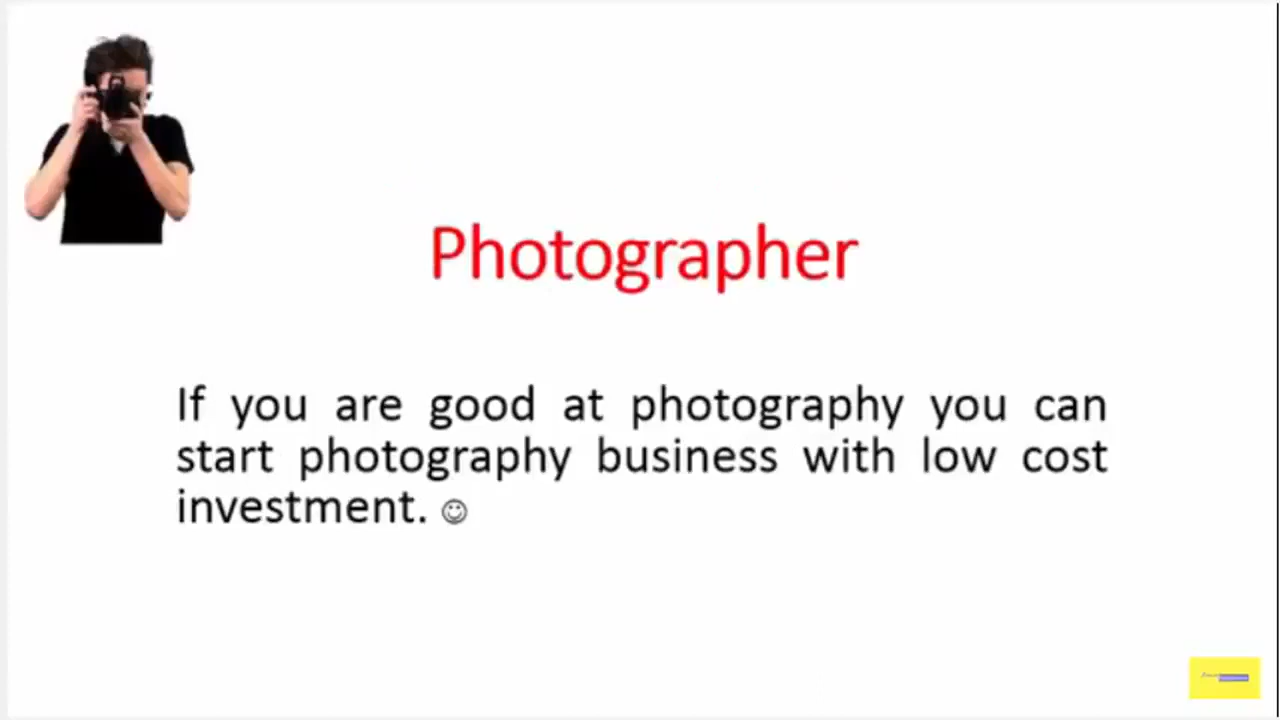 Photographer
If you are good at photography you can
start photography business with low cost
investment. ☺